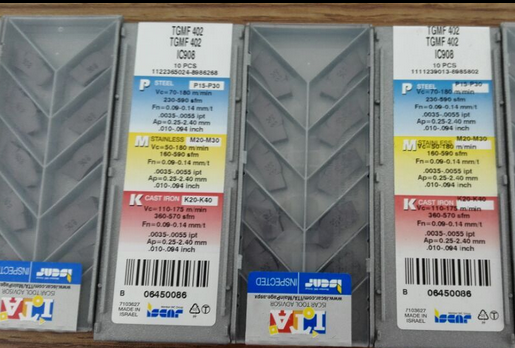 TGMF 402
TGMF 402
IC908
10 PCS
1122365024-8986268
P STEEL P15-P30
Vc=70-180 m/min
230-590 sfm
Fn=0.09-0.14 mm/t
.0035-.0055 ipt
Ap=0.25-2.40 mm
.010-.094 inch
M STAINLESS M20-M30
Vc=50-180 m/min
160-590 sfm
Fn=0.09-0.14 mm/t
.0035-.0055 ipt
Ap=0.25-2.40 mm
.010-.094 inch
K CAST IRON K20-K40
Vc=110-175 m/min
360-570 sfm
Fn=0.09-0.14 mm/t
.0035-.0055 ipt
Ap=0.25-2.40 mm
.010-.094 inch
B 06450086
7103627
MADE IN
ISRAEL
INSPECTED
ISCAR TOOL ADVISOR
ITA
TGMF 402
TGMF 402
IC908
10 PCS
1111239013-8985802
P STEEL P15-P30
Vc=70-180 m/min
230-590 sfm
Fn=0.09-0.14 mm/t
.0035-.0055 ipt
Ap=0.25-2.40 mm
.010-.094 inch
M STAINLESS M20-M30
Vc=50-180 m/min
160-590 sfm
Fn=0.09-0.14 mm/t
.0035-.0055 ipt
Ap=0.25-2.40 mm
.010-.094 inch
K CAST IRON K20-K40
Vc=110-175 m/min
360-570 sfm
Fn=0.09-0.14 mm/t
.0035-.0055 ipt
Ap=0.25-2.40 mm
.010-.094 inch
B 06450086
7103627
MADE IN
ISRAEL